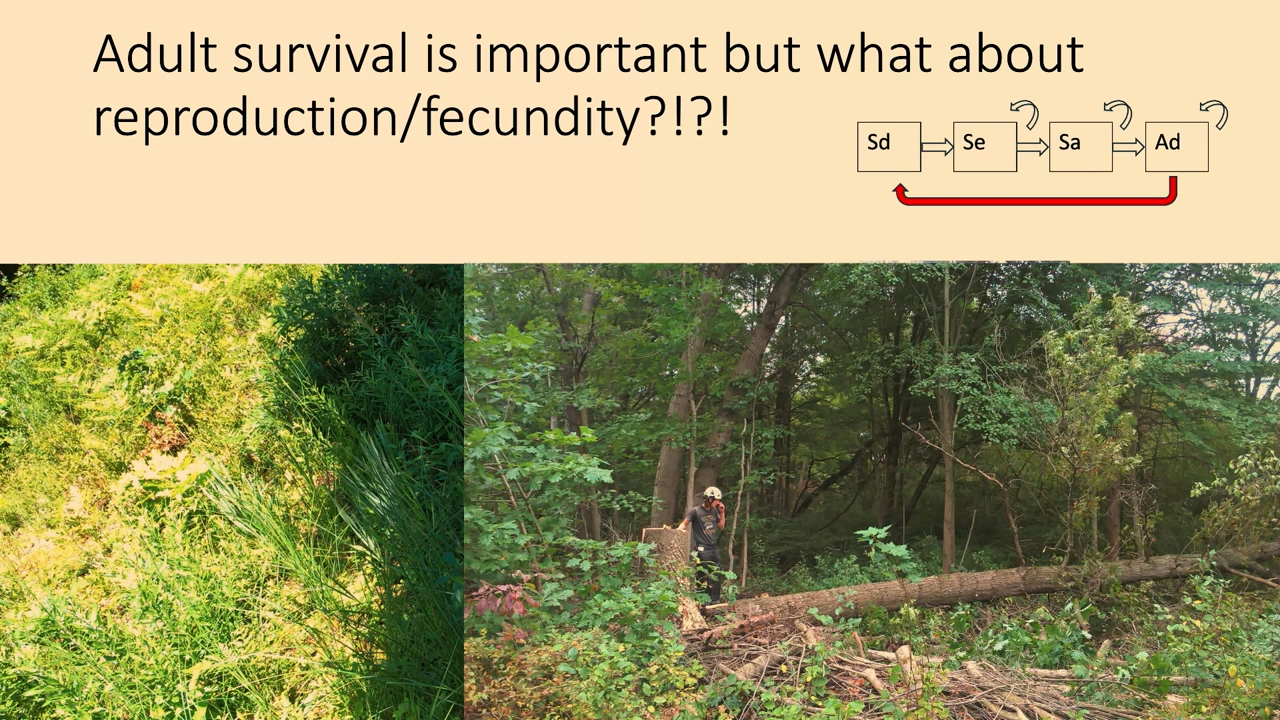 Adult survival is important but what about
reproduction/fecundity?!?!
Sd Se Sa Ad